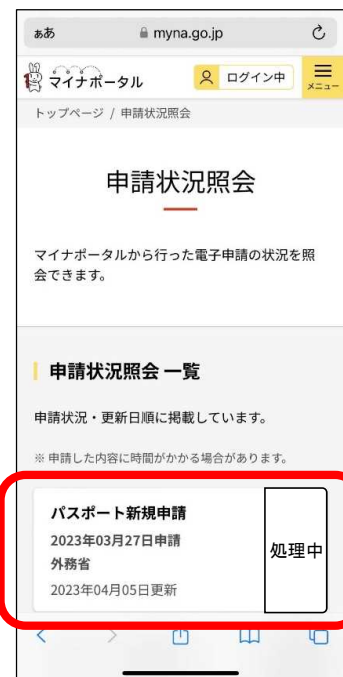 ああ myna.go.jp
マイナポータル ログイン中 メニュー
トップページ / 申請状況照会
申請状況照会
マイナポータルから行った電子申請の状況を照
会できます。
申請状況照会 一覧
申請状況・更新日順に掲載しています。
※ 申請した内容に時間がかかる場合があります。
パスポート新規申請
2023年03月27日申請
処理中
外務省
2023年04月05日更新